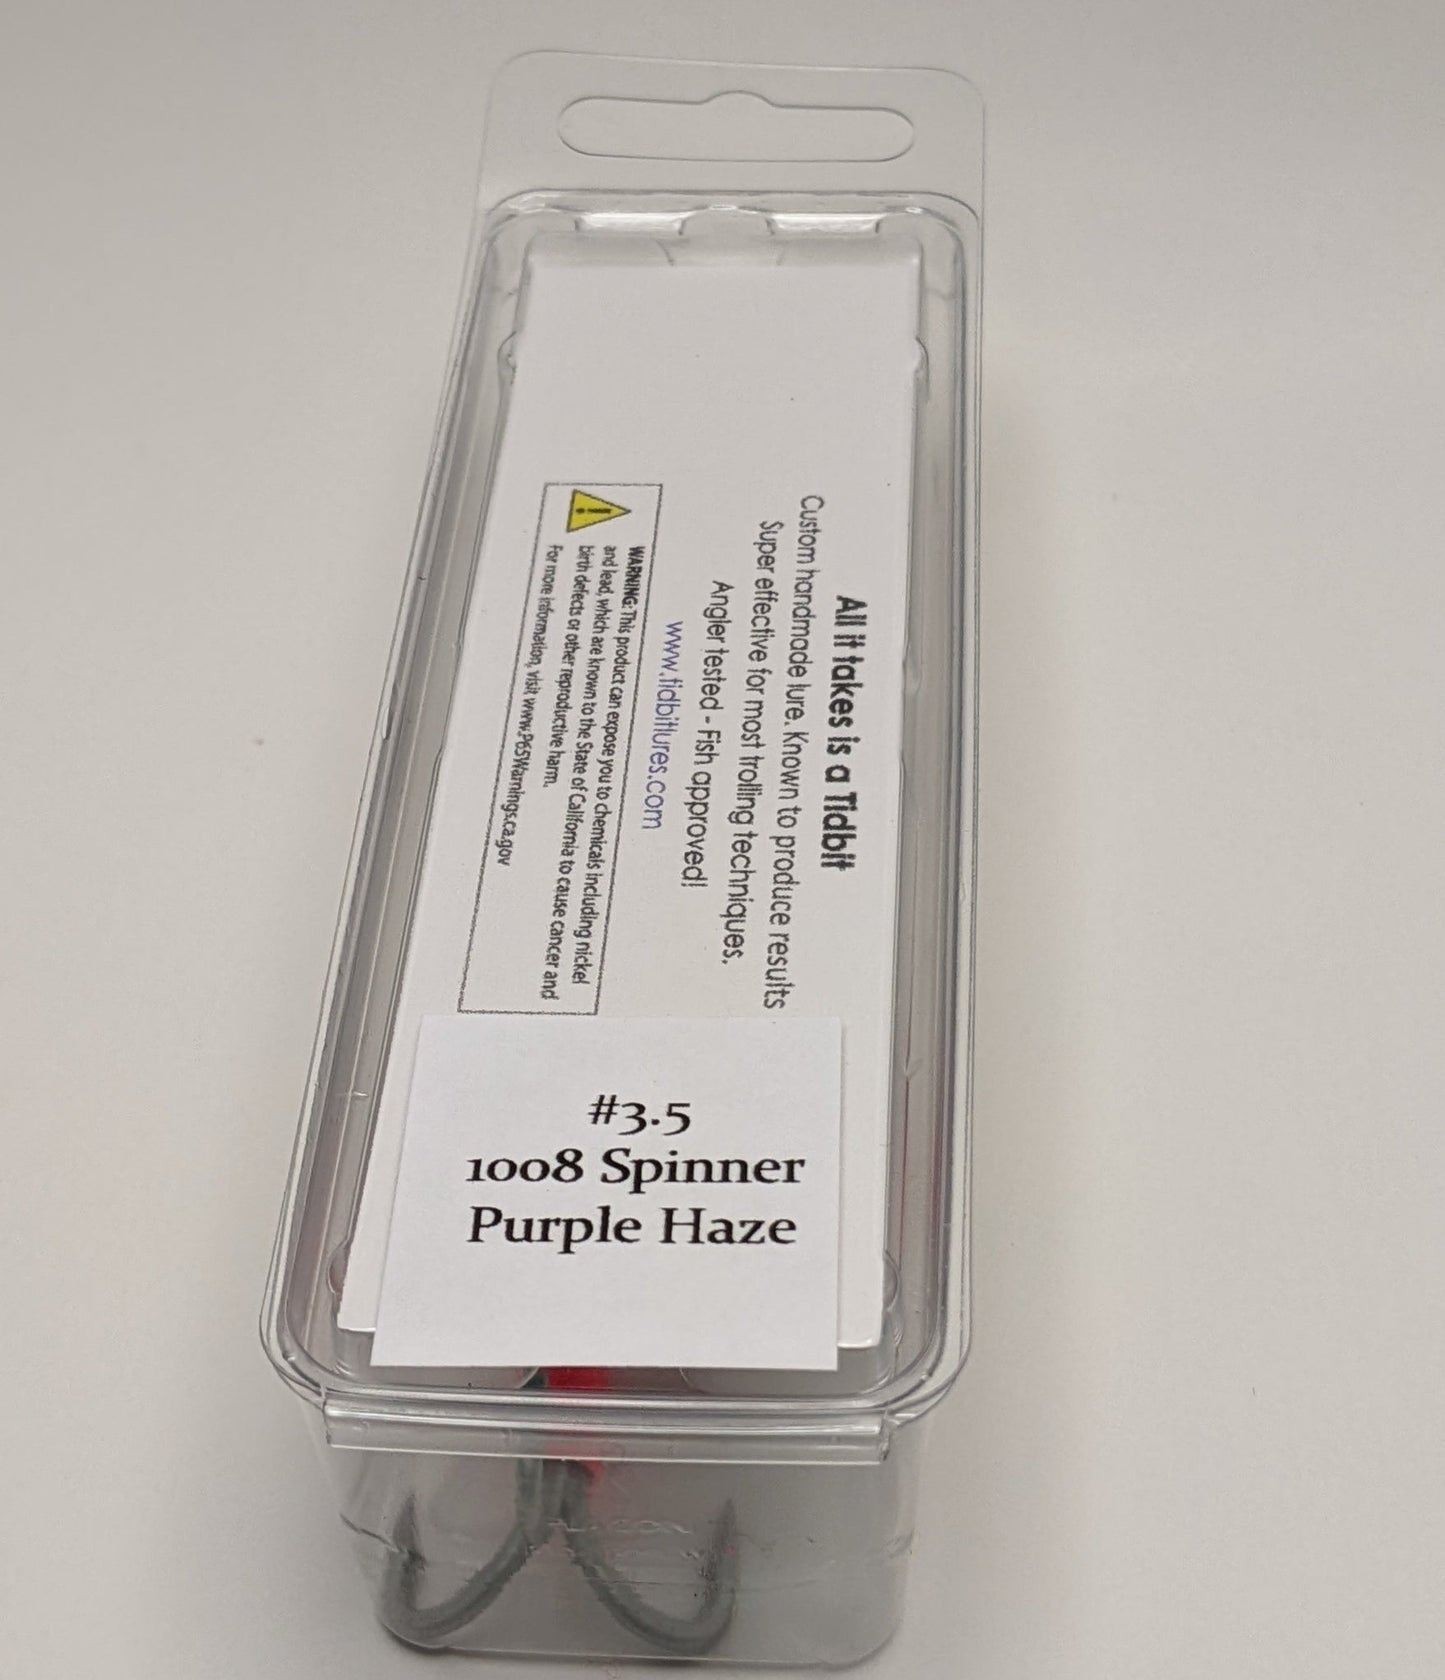 All it takes is a Tidbit
Custom handmade lure. Known to produce results
Super effective for most trolling techniques.
Angler tested - Fish approved!
www.tidbitlures.com
WARNING: This product can expose you to chemicals including nickel
and lead, which are known to the State of California to cause cancer and
birth defects or other reproductive harm.
For more information, visit www.P65Warnings.ca.gov
#3.5
1008 Spinner
Purple Haze